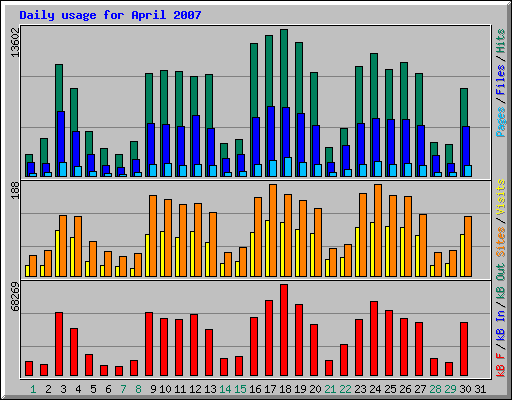 Daily usage for April 2007
13602
Pages / Files / Hits
188
Sites / Visits
68269
kB F / kB In / kB Out
1 2 3 4 5 6 7 8 9 10 11 12 13 14 15 16 17 18 19 20 21 22 23 24 25 26 27 28 29 30 31